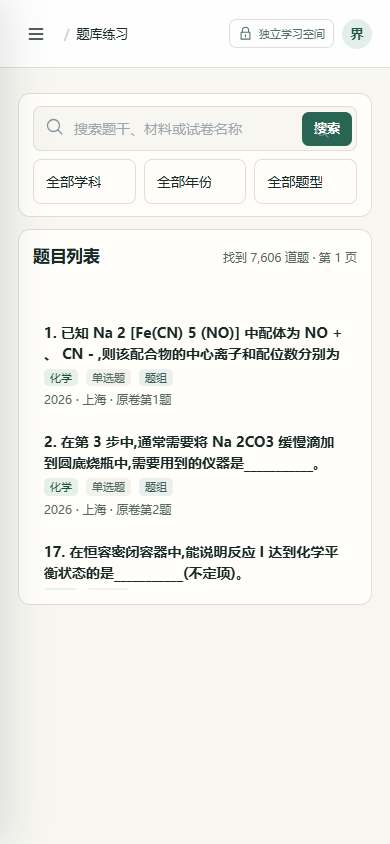 / 题库练习
独立学习空间
界
搜索题干、材料或试卷名称
搜索
全部学科
全部年份
全部题型
题目列表
找到 7,606 道题 · 第 1 页
1. 已知 Na 2 [Fe(CN) 5 (NO)] 中配体为 NO +
、 CN - ,则该配合物的中心离子和配位数分别为
化学 单选题 题组
2026 · 上海 · 原卷第1题
2. 在第 3 步中,通常需要将 Na 2CO3 缓慢滴加
到圆底烧瓶中,需要用到的仪器是__________。
化学 单选题 题组
2026 · 上海 · 原卷第2题
17. 在恒容密闭容器中,能说明反应 I 达到化学平
衡状态的是__________(不定项)。